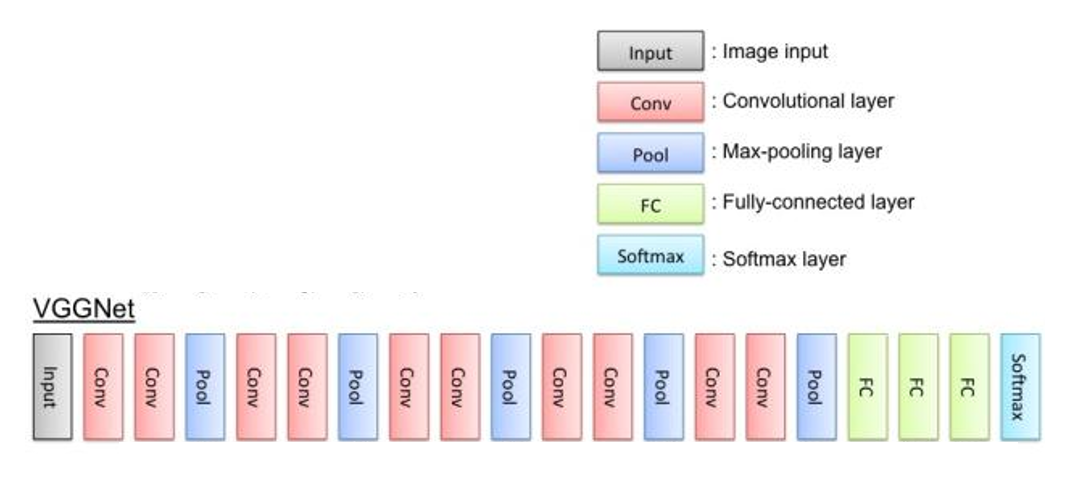 Input : Image input
Conv : Convolutional layer
Pool : Max-pooling layer
FC : Fully-connected layer
Softmax : Softmax layer
VGGNet
Input Conv Conv Pool Conv Conv Pool Conv Conv Pool Conv Conv Pool Conv Conv Pool FC FC FC Softmax